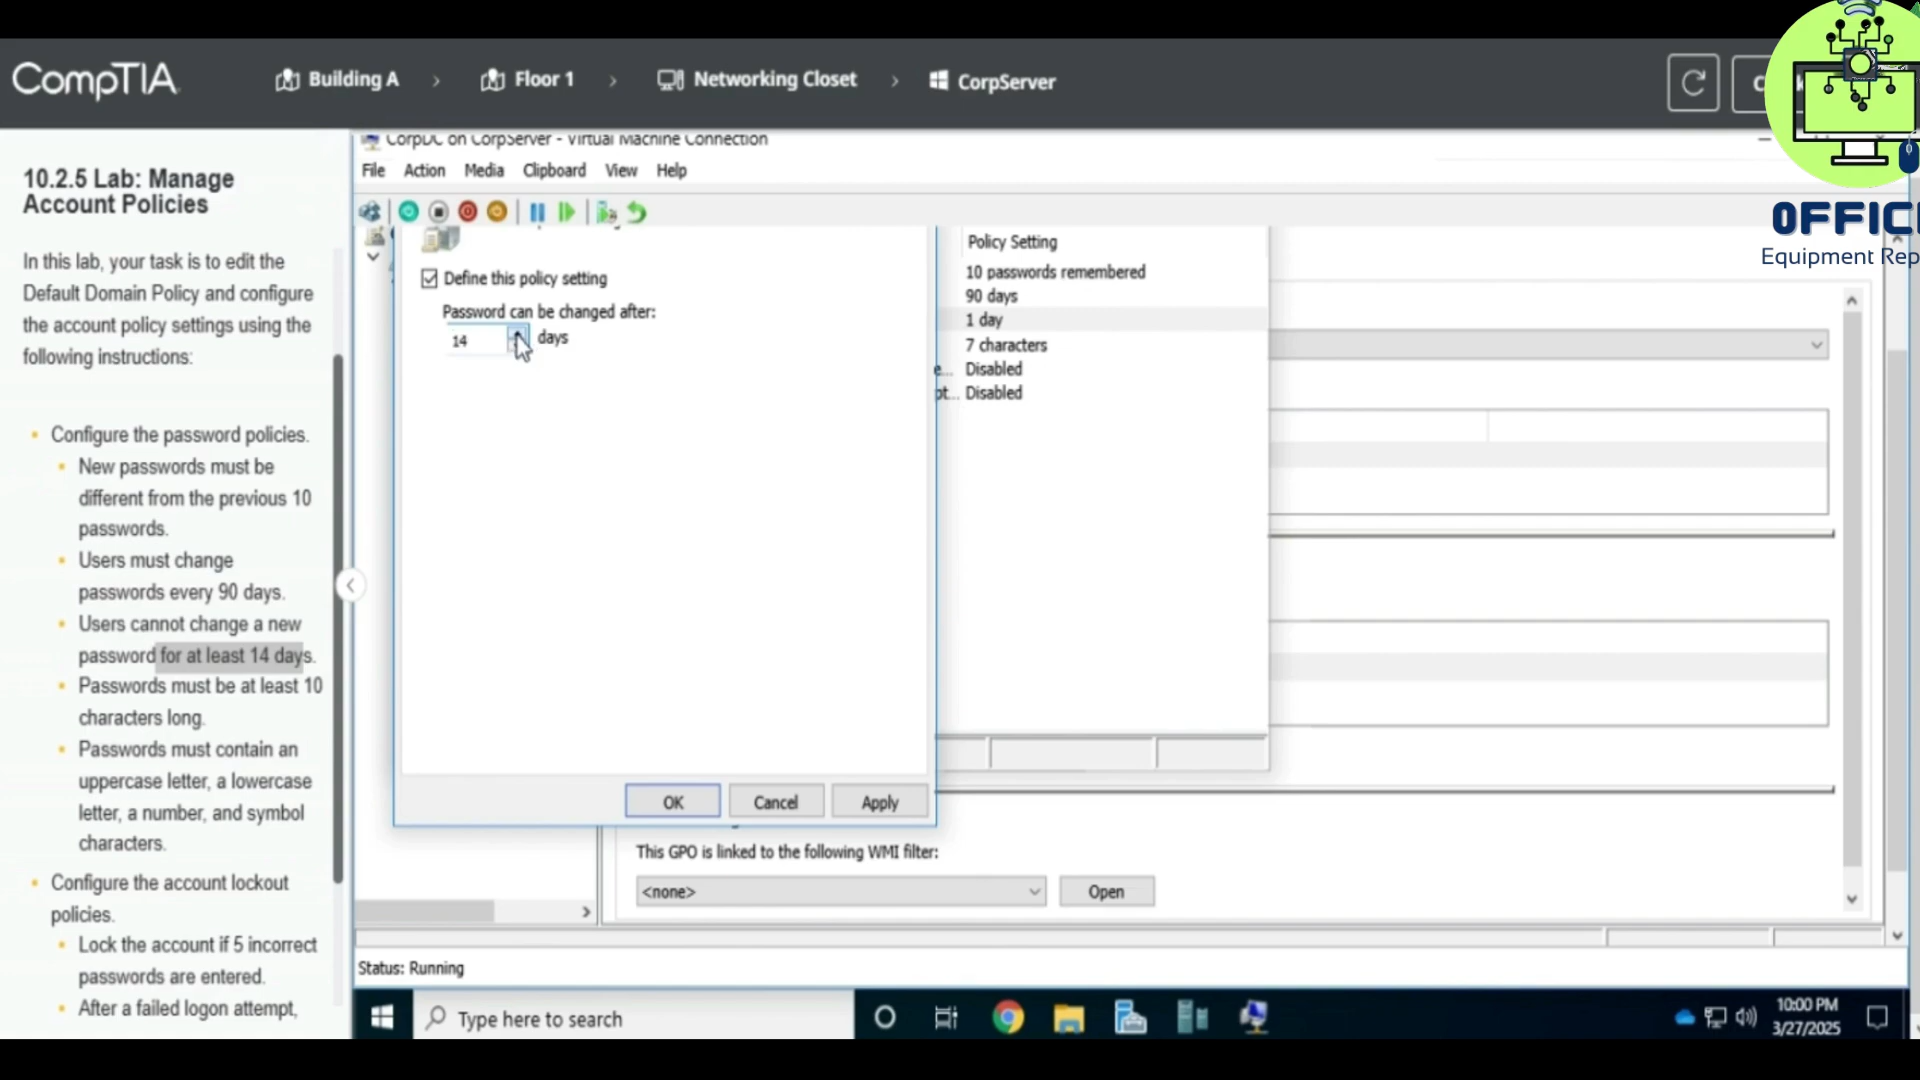 CompTIA
Building A
Floor 1
Networking Closet
CorpServer
CorpDC on CorpServer - Virtual Machine Connection
File Action Media Clipboard View Help
10.2.5 Lab: Manage
Account Policies
In this lab, your task is to edit the
Default Domain Policy and configure
the account policy settings using the
following instructions:
Configure the password policies.
New passwords must be
different from the previous 10
passwords.
Users must change
passwords every 90 days.
Users cannot change a new
password for at least 14 days.
Passwords must be at least 10
characters long.
Passwords must contain an
uppercase letter, a lowercase
letter, a number, and symbol
characters.
Configure the account lockout
policies.
Lock the account if 5 incorrect
passwords are entered.
After a failed logon attempt,
Define this policy setting
Password can be changed after:
14 days
OK Cancel Apply
Policy Setting
10 passwords remembered
90 days
1 day
7 characters
e... Disabled
pt... Disabled
This GPO is linked to the following WMI filter:
<none> Open
Status: Running
Type here to search
10:00 PM
3/27/2025
OFFIC
Equipment Rep